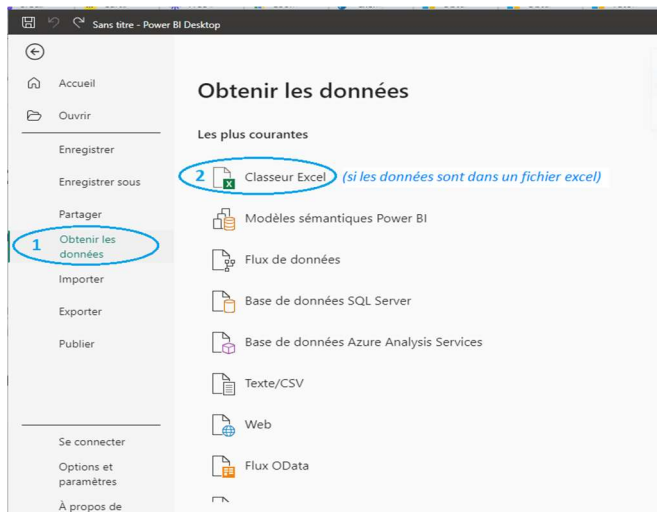 Sans titre - Power BI Desktop
Accueil
Ouvrir
Enregistrer
Enregistrer sous
Partager
1 Obtenir les
données
Importer
Exporter
Publier
Se connecter
Options et
paramètres
À propos de
Obtenir les données
Les plus courantes
2 Classeur Excel (si les données sont dans un fichier excel)
Modèles sémantiques Power BI
Flux de données
Base de données SQL Server
Base de données Azure Analysis Services
Texte/CSV
Web
Flux OData